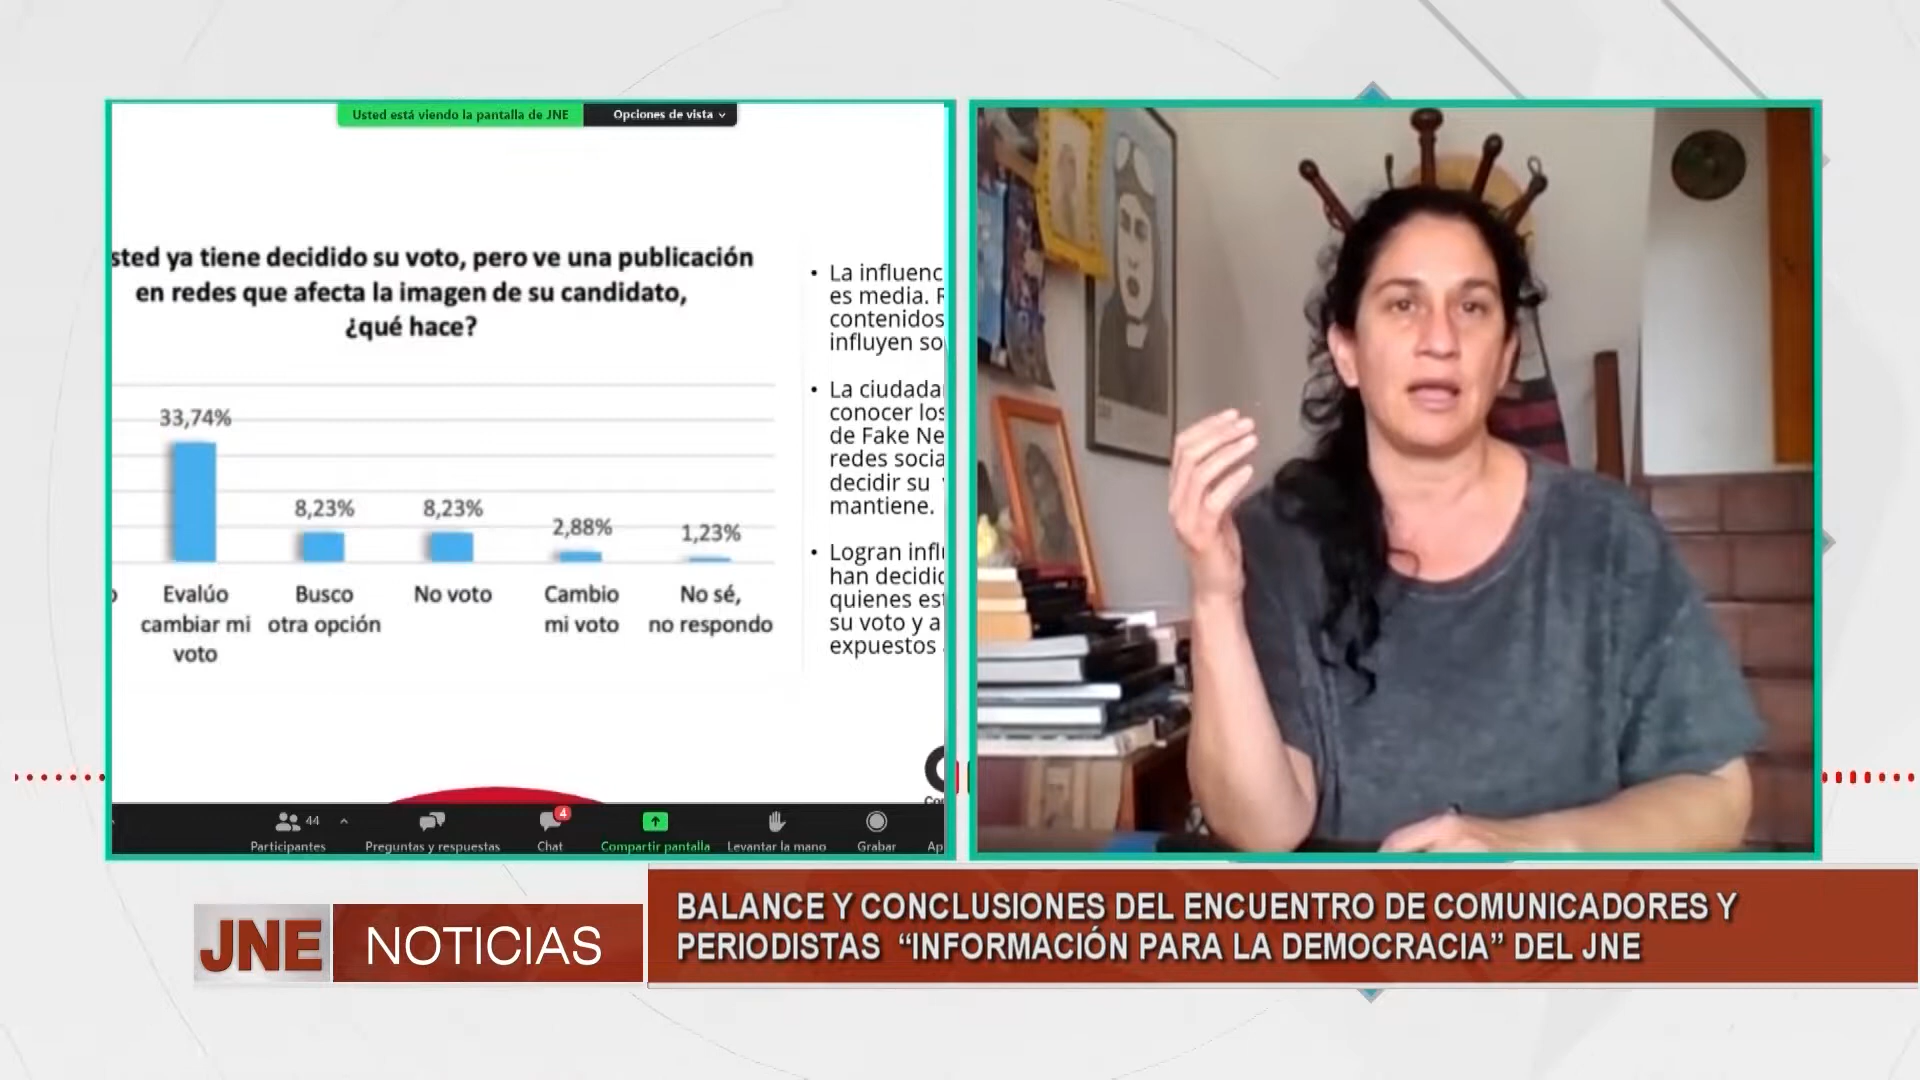 Usted está viendo la pantalla de JNE
Opciones de vista
sted ya tiene decidido su voto, pero ve una publicación
en redes que afecta la imagen de su candidato,
¿qué hace?
33,74%
8,23%
8,23%
2,88%
1,23%
Evalúo
cambiar mi
voto
Busco
otra opción
No voto
Cambio
mi voto
No sé,
no respondo
• La influenc
es media. R
contenidos
influyen so
• La ciudada
conocer los
de Fake Ne
redes socia
decidir su v
mantiene.
• Logran influ
han decidid
quienes est
su voto y a
expuestos
44
Participantes
Preguntas y respuestas
4
Chat
Compartir pantalla
Levantar la mano
Grabar
Ap
JNE
NOTICIAS
BALANCE Y CONCLUSIONES DEL ENCUENTRO DE COMUNICADORES Y
PERIODISTAS “INFORMACIÓN PARA LA DEMOCRACIA” DEL JNE